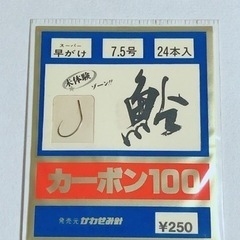 スーパー
早がけ 7.5号 24本入
未体験
ゾーン!!
鮎
カーボン100
発売元 かわせみ針
¥250